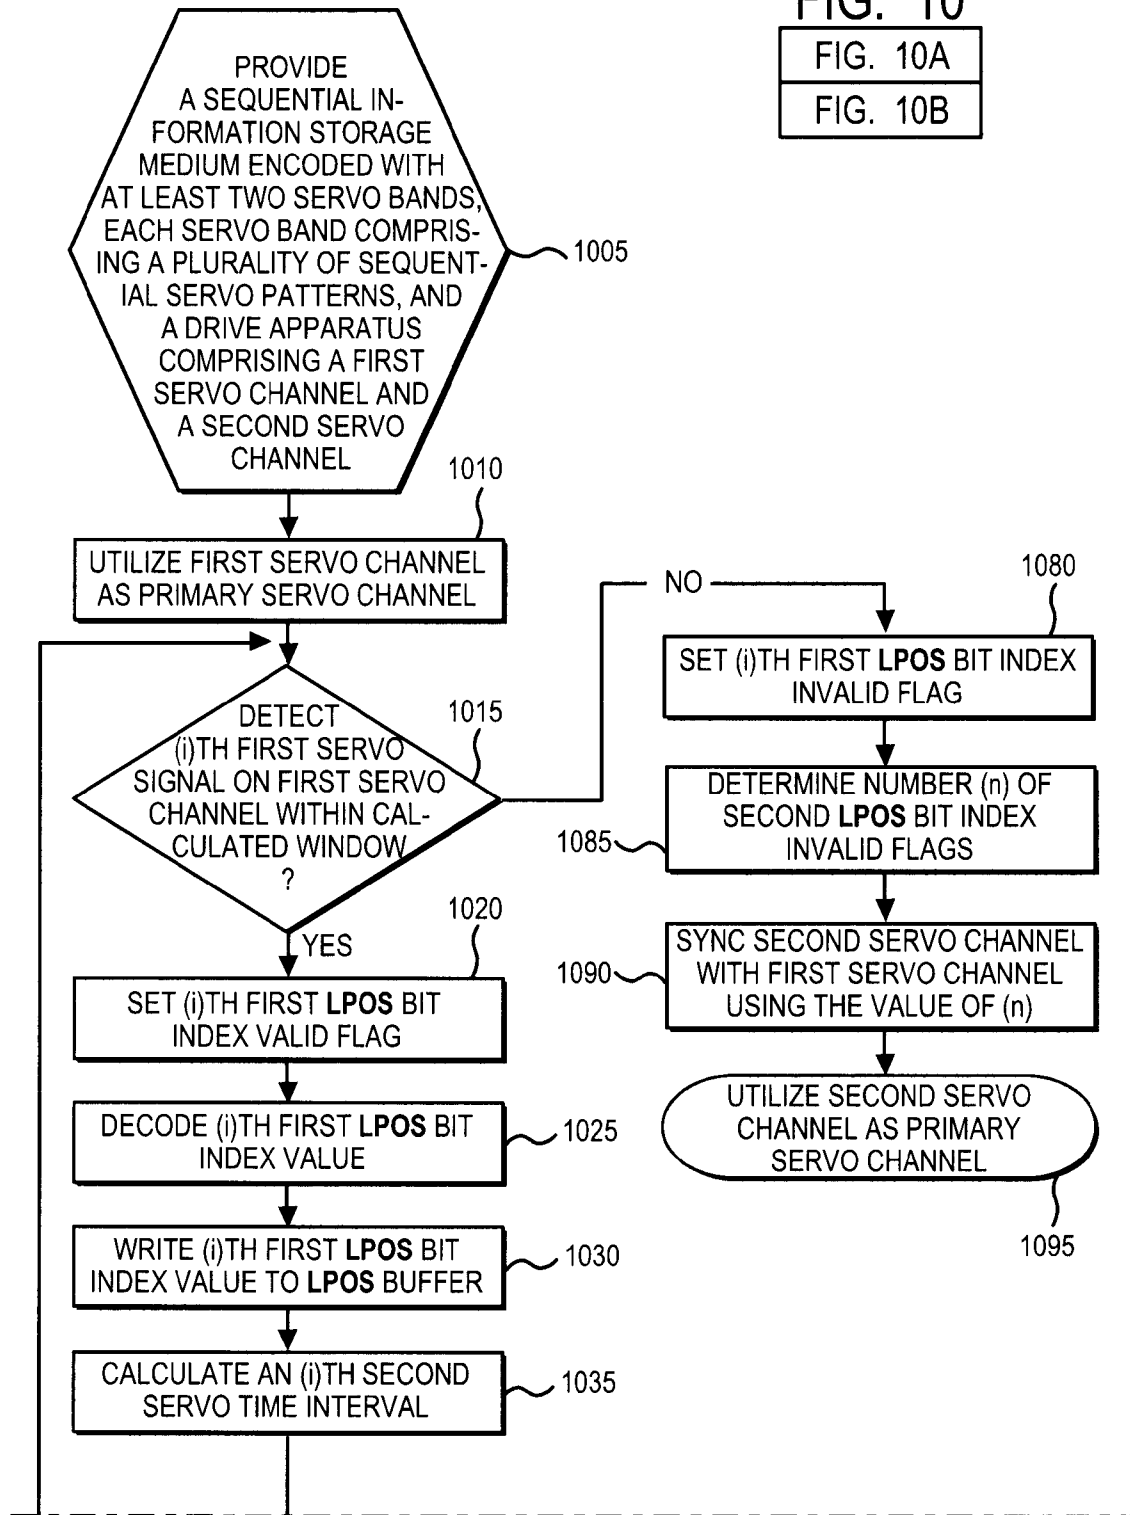 FIG. 10
FIG. 10A
FIG. 10B
PROVIDE
A SEQUENTIAL IN-
FORMATION STORAGE
MEDIUM ENCODED WITH
AT LEAST TWO SERVO BANDS,
EACH SERVO BAND COMPRIS-
ING A PLURALITY OF SEQUENT-
IAL SERVO PATTERNS, AND
A DRIVE APPARATUS
COMPRISING A FIRST
SERVO CHANNEL AND
A SECOND SERVO
CHANNEL
1005
1010
UTILIZE FIRST SERVO CHANNEL
AS PRIMARY SERVO CHANNEL
1015
DETECT
(i)TH FIRST SERVO
SIGNAL ON FIRST SERVO
CHANNEL WITHIN CAL-
CULATED WINDOW
?
YES
1020
SET (i)TH FIRST LPOS BIT
INDEX VALID FLAG
DECODE (i)TH FIRST LPOS BIT
INDEX VALUE
1025
WRITE (i)TH FIRST LPOS BIT
INDEX VALUE TO LPOS BUFFER
1030
CALCULATE AN (i)TH SECOND
SERVO TIME INTERVAL
1035
NO
1080
SET (i)TH FIRST LPOS BIT INDEX
INVALID FLAG
DETERMINE NUMBER (n) OF
SECOND LPOS BIT INDEX
INVALID FLAGS
1085
SYNC SECOND SERVO CHANNEL
WITH FIRST SERVO CHANNEL
USING THE VALUE OF (n)
1090
UTILIZE SECOND SERVO
CHANNEL AS PRIMARY
SERVO CHANNEL
1095